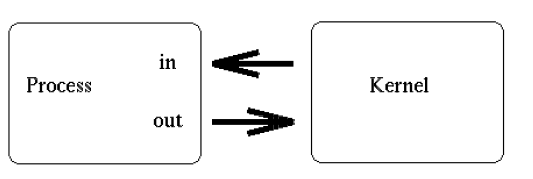 in
Process
Kernel
out